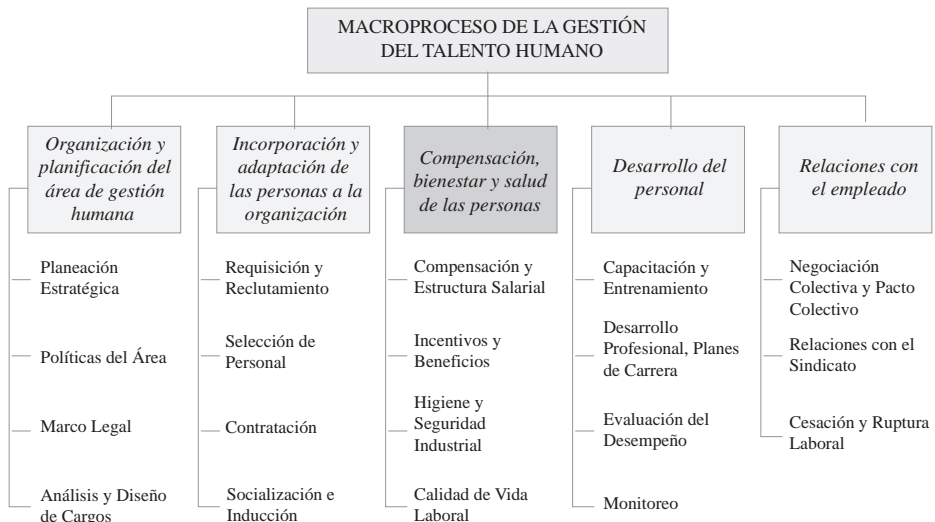 MACROPROCESO DE LA GESTIÓN
DEL TALENTO HUMANO
Organización y
planificación del
área de gestión
humana
Planeación
Estratégica
Políticas del Área
Marco Legal
Análisis y Diseño
de Cargos
Incorporación y
adaptación de
las personas a la
organización
Requisición y
Reclutamiento
Selección de
Personal
Contratación
Socialización e
Inducción
Compensación,
bienestar y salud
de las personas
Compensación y
Estructura Salarial
Incentivos y
Beneficios
Higiene y
Seguridad
Industrial
Calidad de Vida
Laboral
Desarrollo del
personal
Capacitación y
Entrenamiento
Desarrollo
Profesional, Planes
de Carrera
Evaluación del
Desempeño
Monitoreo
Relaciones con
el empleado
Negociación
Colectiva y Pacto
Colectivo
Relaciones con el
Sindicato
Cesación y Ruptura
Laboral